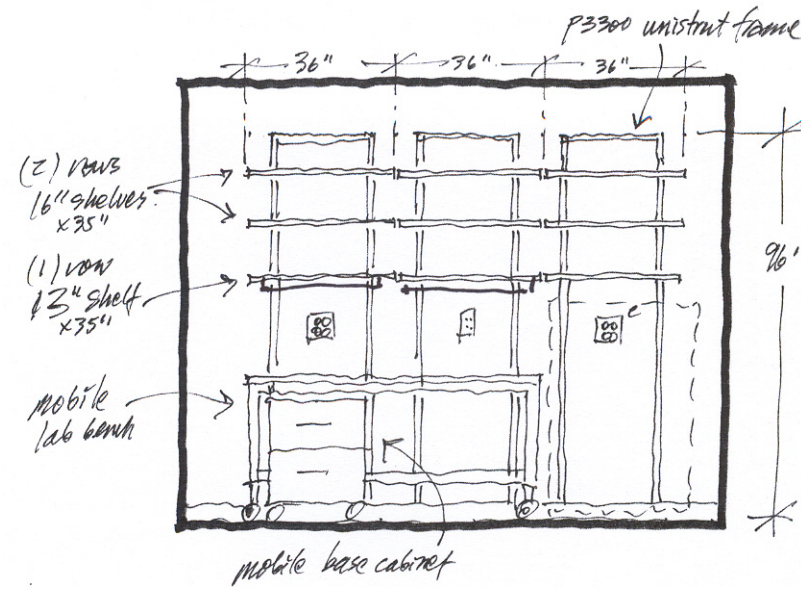 P3300 unistrut frame
36"
36"
36"
(2) rows
16" shelves
x35"
(1) row
13" shelf
x35"
96"
mobile
lab bench
mobile base cabinet